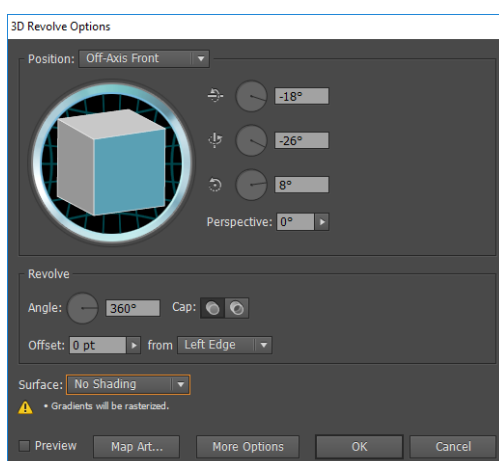 3D Revolve Options
Position: Off-Axis Front
-18°
-26°
8°
Perspective: 0°
Revolve
Angle: 360° Cap:
Offset: 0 pt from Left Edge
Surface: No Shading
• Gradients will be rasterized.
Preview Map Art... More Options OK Cancel